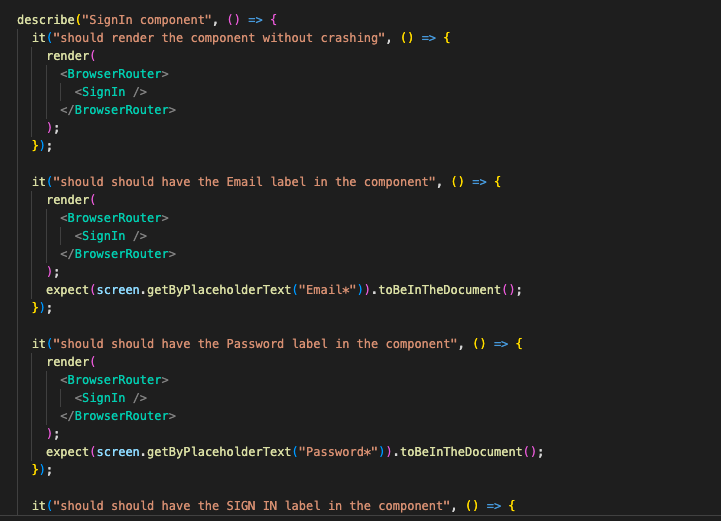 describe("SignIn component", () => {
  it("should render the component without crashing", () => {
    render(
      <BrowserRouter>
        <SignIn />
      </BrowserRouter>
    );
  });

  it("should should have the Email label in the component", () => {
    render(
      <BrowserRouter>
        <SignIn />
      </BrowserRouter>
    );
    expect(screen.getByPlaceholderText("Email*")).toBeInTheDocument();
  });

  it("should should have the Password label in the component", () => {
    render(
      <BrowserRouter>
        <SignIn />
      </BrowserRouter>
    );
    expect(screen.getByPlaceholderText("Password*")).toBeInTheDocument();
  });

  it("should should have the SIGN IN label in the component", () => {